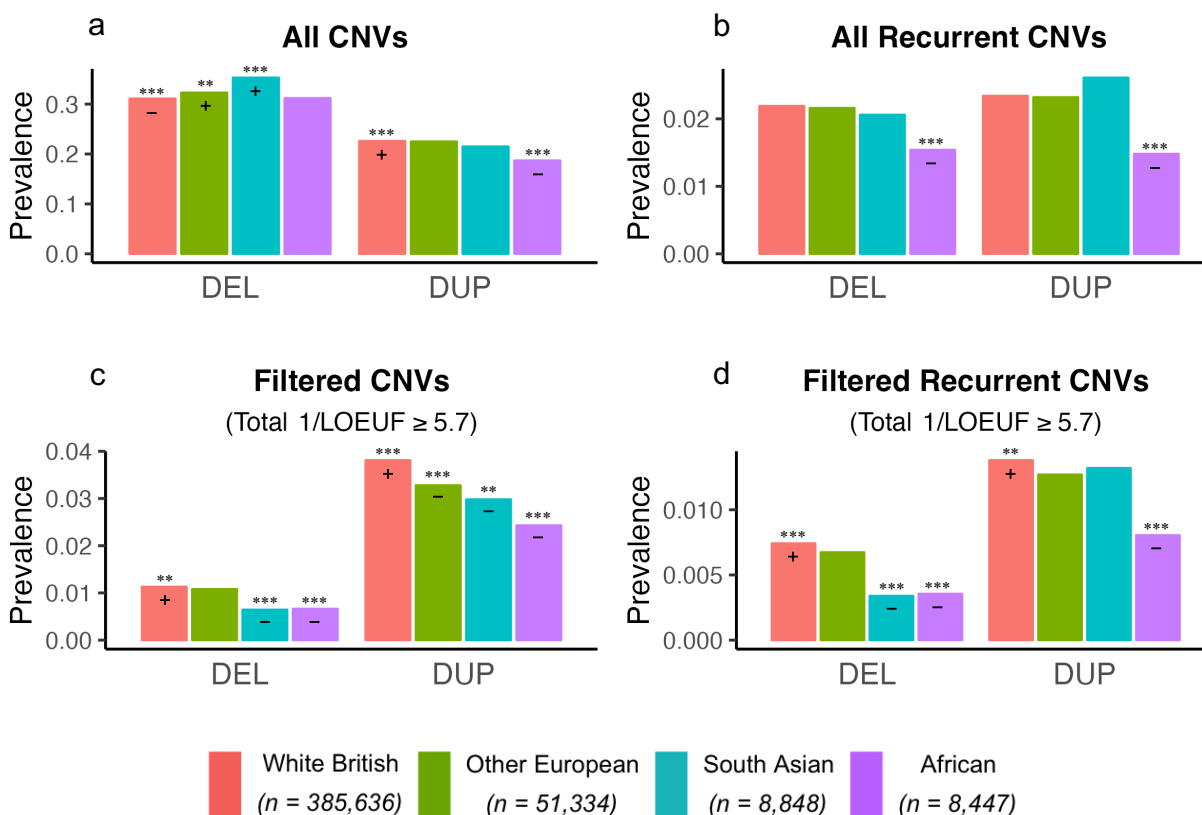 a
All CNVs
Prevalence
0.3
0.2
0.1
0.0
*** ** *** *** ***
− + + + −
DEL DUP
b
All Recurrent CNVs
Prevalence
0.02
0.01
0.00
*** ***
− −
DEL DUP
c
Filtered CNVs
(Total 1/LOEUF ≥ 5.7)
Prevalence
0.04
0.03
0.02
0.01
0.00
** *** *** *** *** ** ***
+ − − + − − −
DEL DUP
d
Filtered Recurrent CNVs
(Total 1/LOEUF ≥ 5.7)
Prevalence
0.010
0.005
0.000
*** *** *** ** ***
+ − − + −
DEL DUP
White British
(n = 385,636)
Other European
(n = 51,334)
South Asian
(n = 8,848)
African
(n = 8,447)